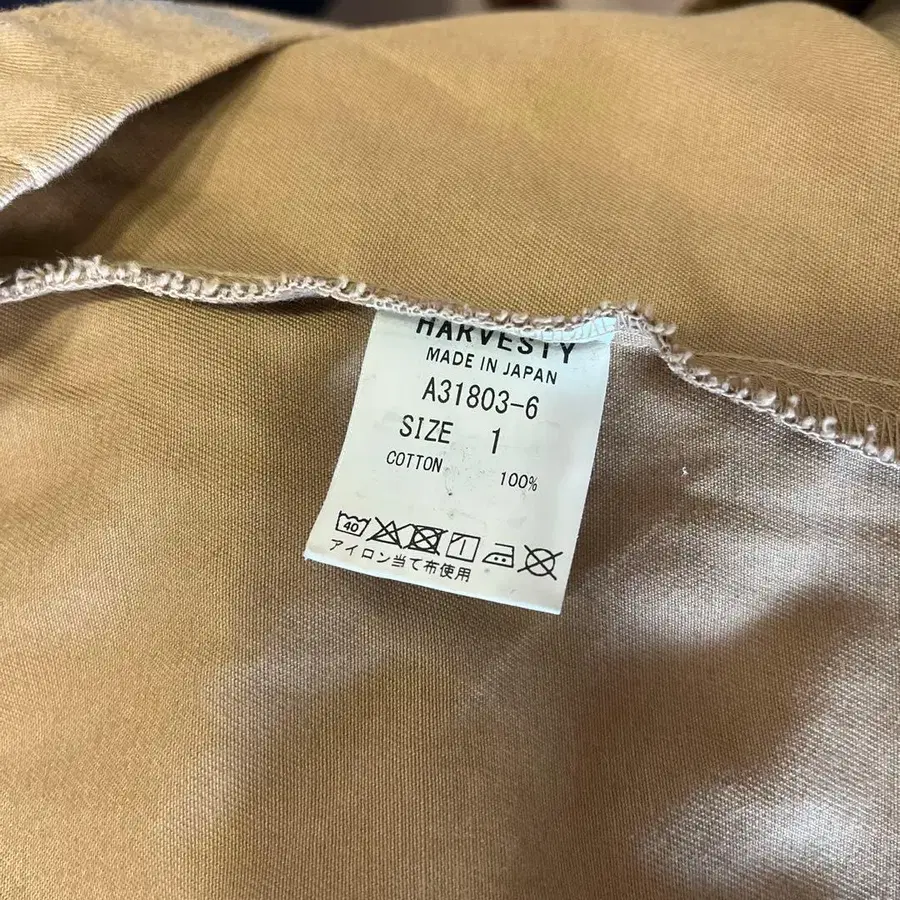 HARVESTY
MADE IN JAPAN
A31803-6
SIZE 1
COTTON 100%
40
アイロン当て布使用